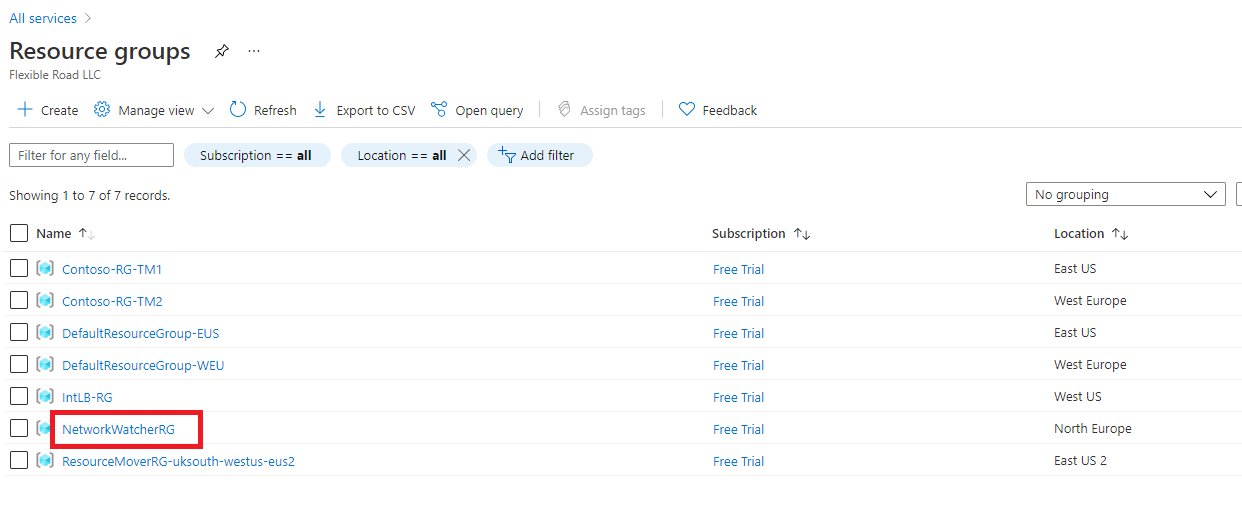 All services
Resource groups
Flexible Road LLC
Create Manage view Refresh Export to CSV Open query Assign tags Feedback
Filter for any field... Subscription == all Location == all Add filter
Showing 1 to 7 of 7 records. No grouping
Name Subscription Location
Contoso-RG-TM1 Free Trial East US
Contoso-RG-TM2 Free Trial West Europe
DefaultResourceGroup-EUS Free Trial East US
DefaultResourceGroup-WEU Free Trial West Europe
IntLB-RG Free Trial West US
NetworkWatcherRG Free Trial North Europe
ResourceMoverRG-uksouth-westus-eus2 Free Trial East US 2